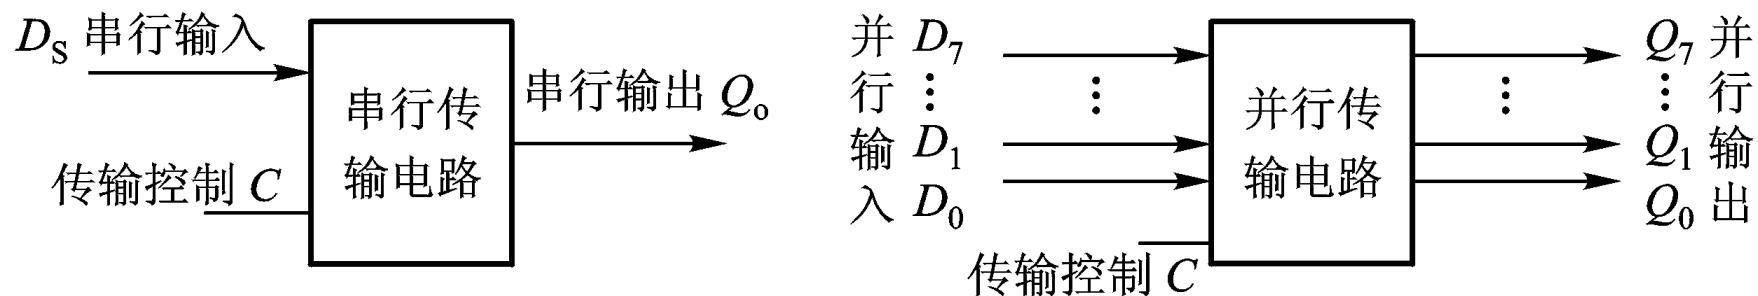 D_S 串行输入
串行传
输电路
串行输出 Q_o
传输控制 C
并行输入
D_7
⋮
D_1
D_0
⋮
并行传
输电路
传输控制 C
⋮
Q_7
⋮
Q_1
Q_0
并行输出